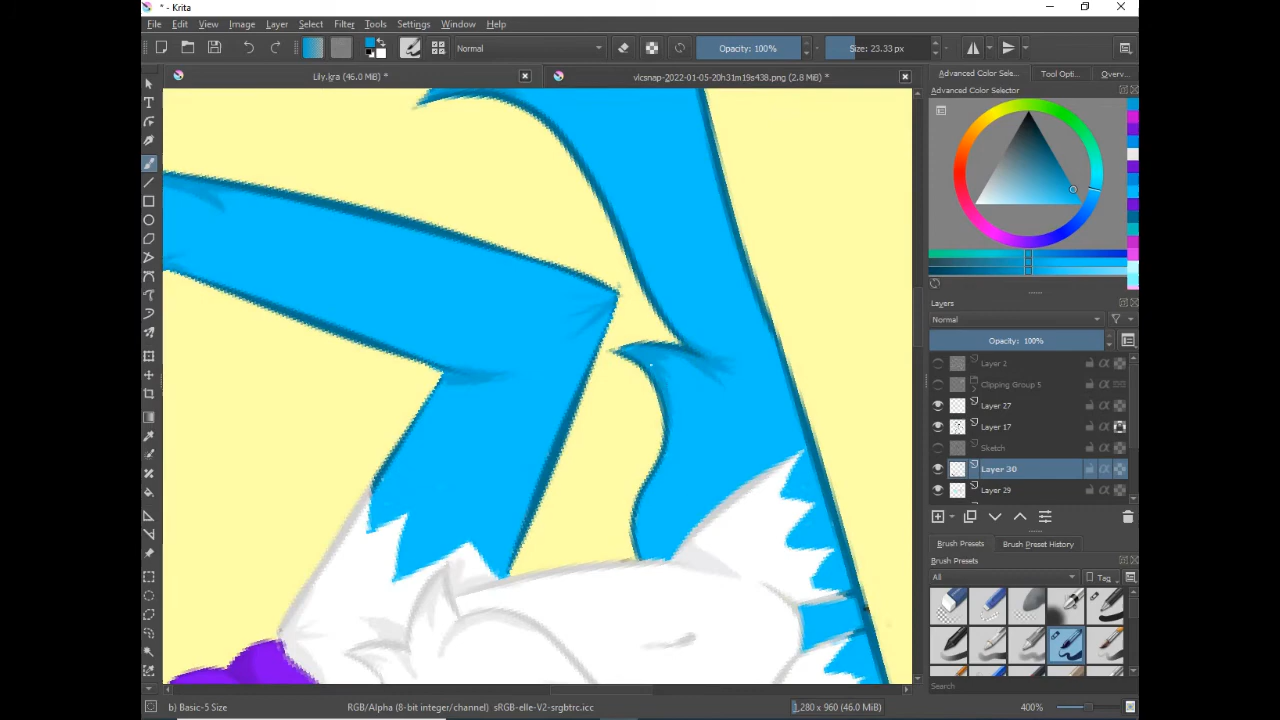 * - Krita
File Edit View Image Layer Select Filter Tools Settings Window Help
Normal Opacity: 100% Size: 23.33 px
Lily.kra (46.0 MiB) * vlcsnap-2022-01-05-20h31m19s438.png (2.8 MiB) *
Advanced Color Sele... Tool Opti... Overv...
Advanced Color Selector
Layers
Normal
Opacity: 100%
Layer 2
Clipping Group 5
Layer 27
Layer 17
Sketch
Layer 30
Layer 29
Brush Presets Brush Preset History
Brush Presets
All Tag
Search
b) Basic-5 Size RGB/Alpha (8-bit integer/channel) sRGB-elle-V2-srgbtrc.icc 1,280 x 960 (46.0 MiB) 400%